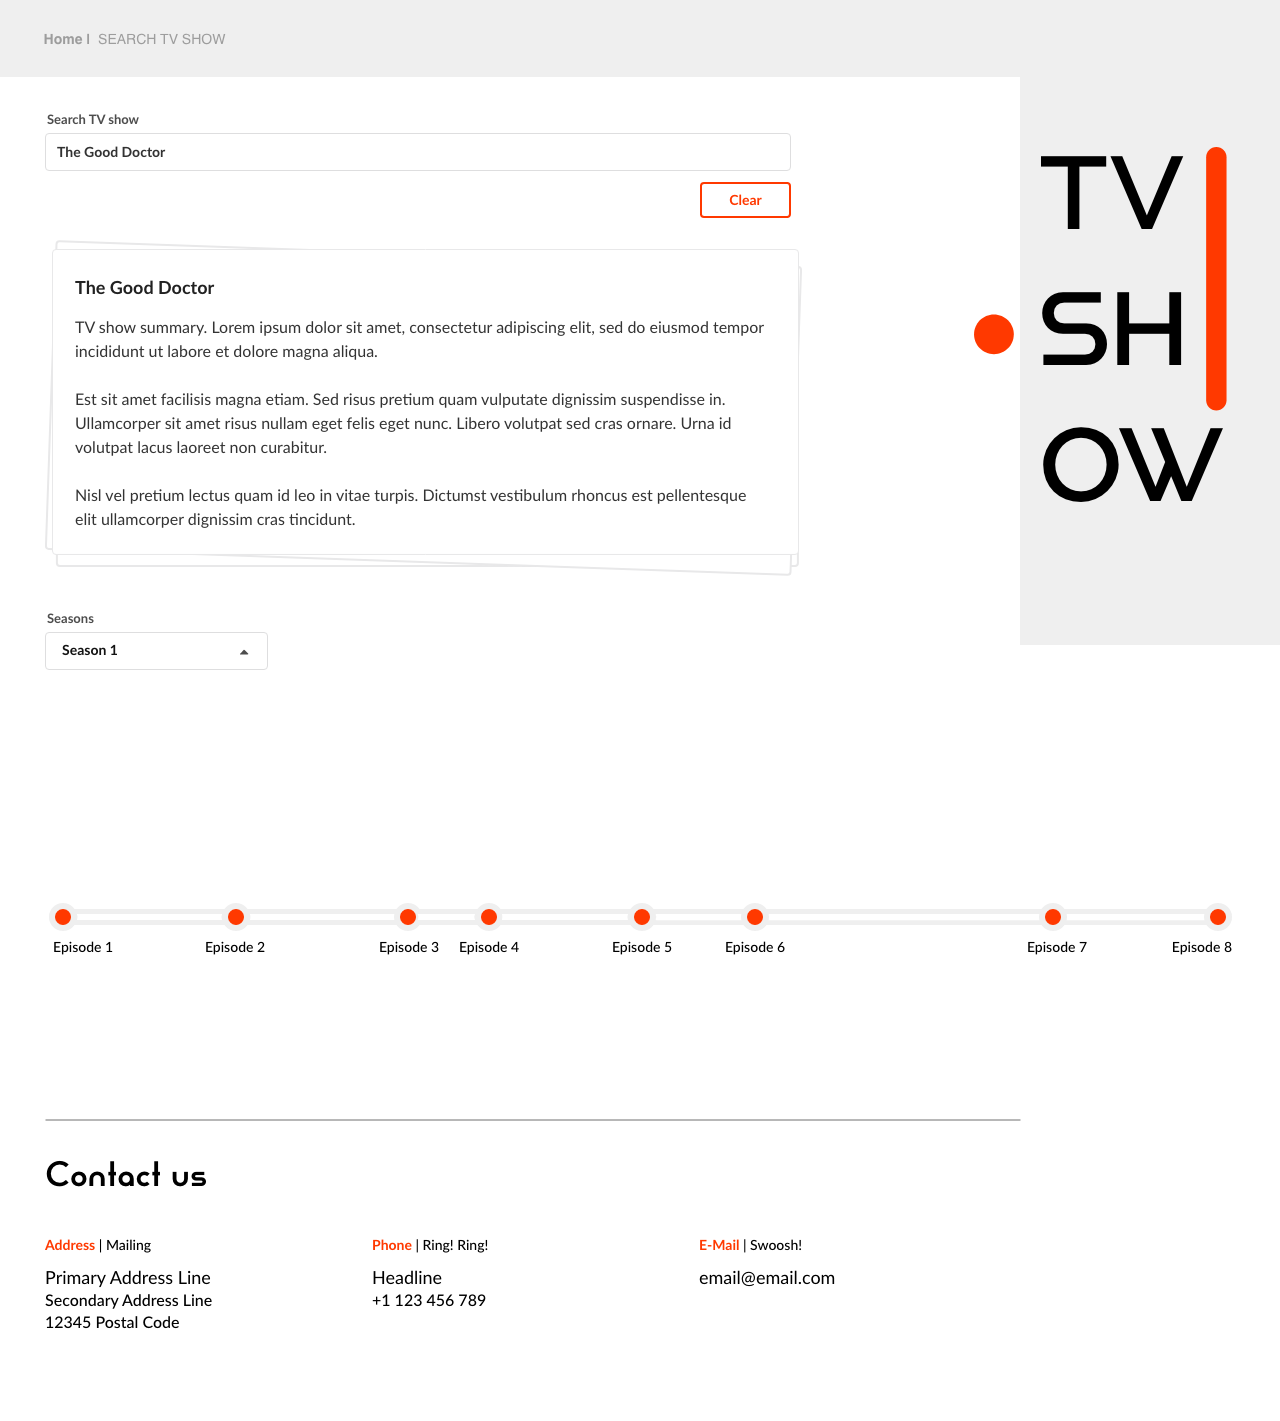 Home | SEARCH TV SHOW
Search TV show
The Good Doctor
Clear
TV
SH
OW
The Good Doctor
TV show summary. Lorem ipsum dolor sit amet, consectetur adipiscing elit, sed do eiusmod tempor
incididunt ut labore et dolore magna aliqua.
Est sit amet facilisis magna etiam. Sed risus pretium quam vulputate dignissim suspendisse in.
Ullamcorper sit amet risus nullam eget felis eget nunc. Libero volutpat sed cras ornare. Urna id
volutpat lacus laoreet non curabitur.
Nisl vel pretium lectus quam id leo in vitae turpis. Dictumst vestibulum rhoncus est pellentesque
elit ullamcorper dignissim cras tincidunt.
Seasons
Season 1
Episode 1 Episode 2 Episode 3 Episode 4 Episode 5 Episode 6 Episode 7 Episode 8
Contact us
Address | Mailing
Primary Address Line
Secondary Address Line
12345 Postal Code
Phone | Ring! Ring!
Headline
+1 123 456 789
E-Mail | Swoosh!
email@email.com